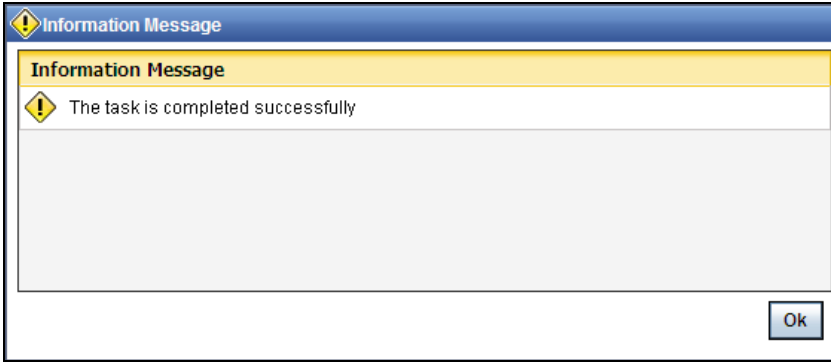 Information Message
Information Message
The task is completed successfully
Ok